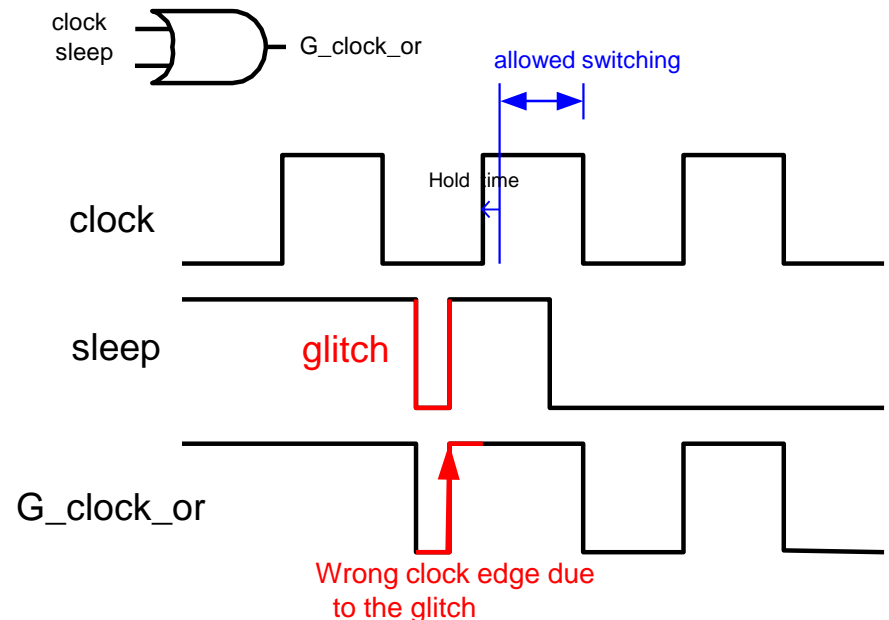 clock
sleep
G_clock_or
allowed switching
Hold time
clock
sleep
glitch
G_clock_or
Wrong clock edge due
to the glitch